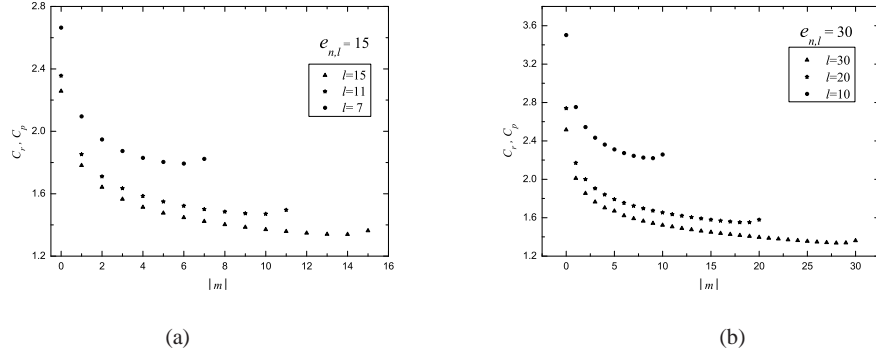 2.8
2.4
2.0
1.6
1.2
C_r, C_p
e_{n,l} = 15
l=15
l=11
l= 7
0 2 4 6 8 10 12 14 16
|m|
(a)
3.6
3.2
2.8
2.4
2.0
1.6
1.2
C_r, C_p
e_{n,l} = 30
l=30
l=20
l=10
0 5 10 15 20 25 30
|m|
(b)